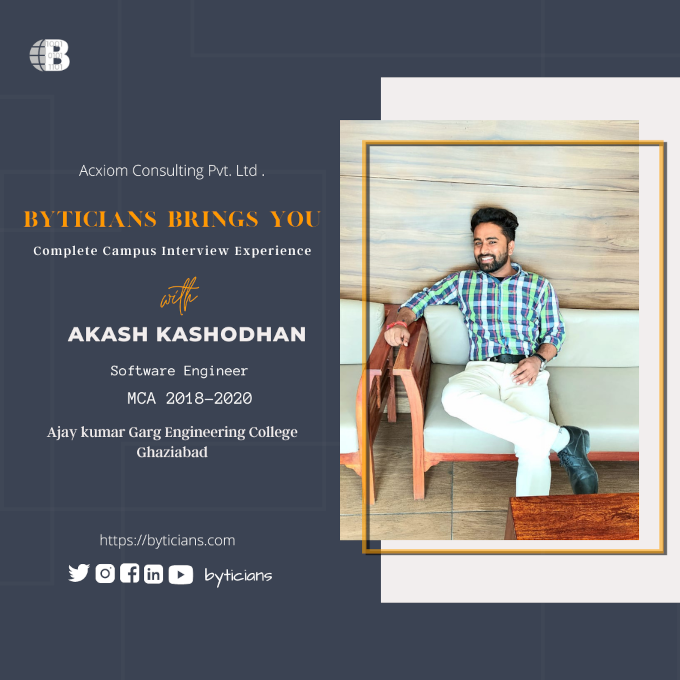 B
Acxiom Consulting Pvt. Ltd .
BYTICIANS BRINGS YOU
Complete Campus Interview Experience
with
AKASH KASHODHAN
Software Engineer
MCA 2018-2020
Ajay kumar Garg Engineering College
Ghaziabad
https://byticians.com
byticians